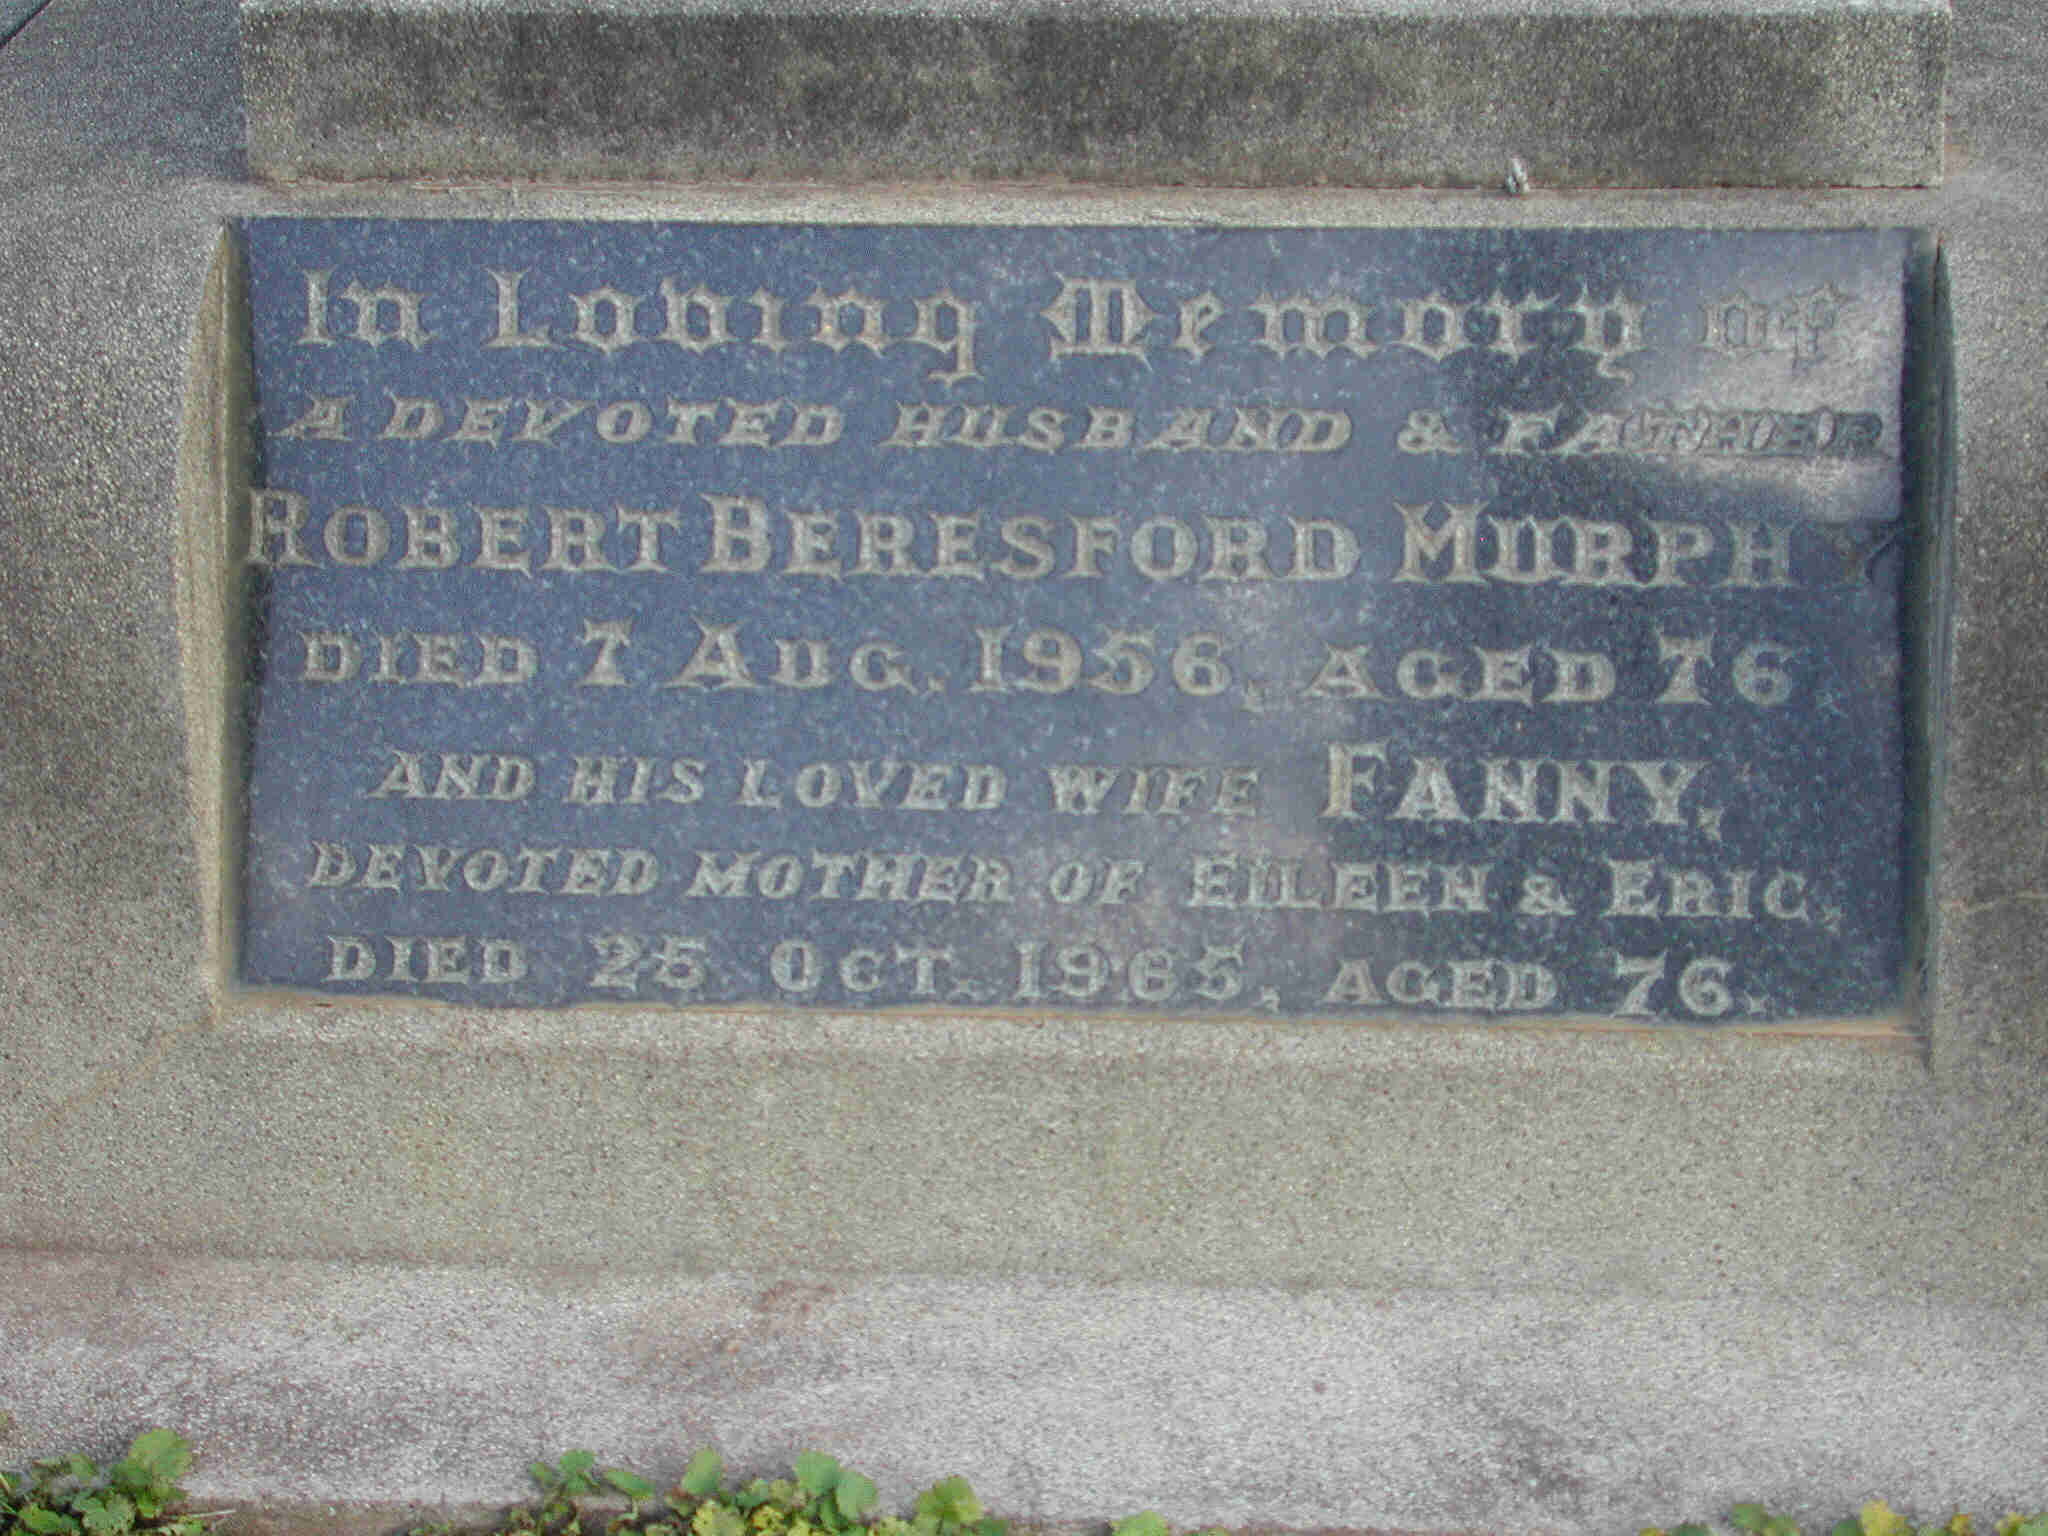 In Loving Memory of
A DEVOTED HUSBAND & FATHER
ROBERT BERESFORD MURPHY
DIED 7 AUG. 1956, AGED 76.
AND HIS LOVED WIFE FANNY,
DEVOTED MOTHER OF EILEEN & ERIC,
DIED 25 OCT. 1965, AGED 76.